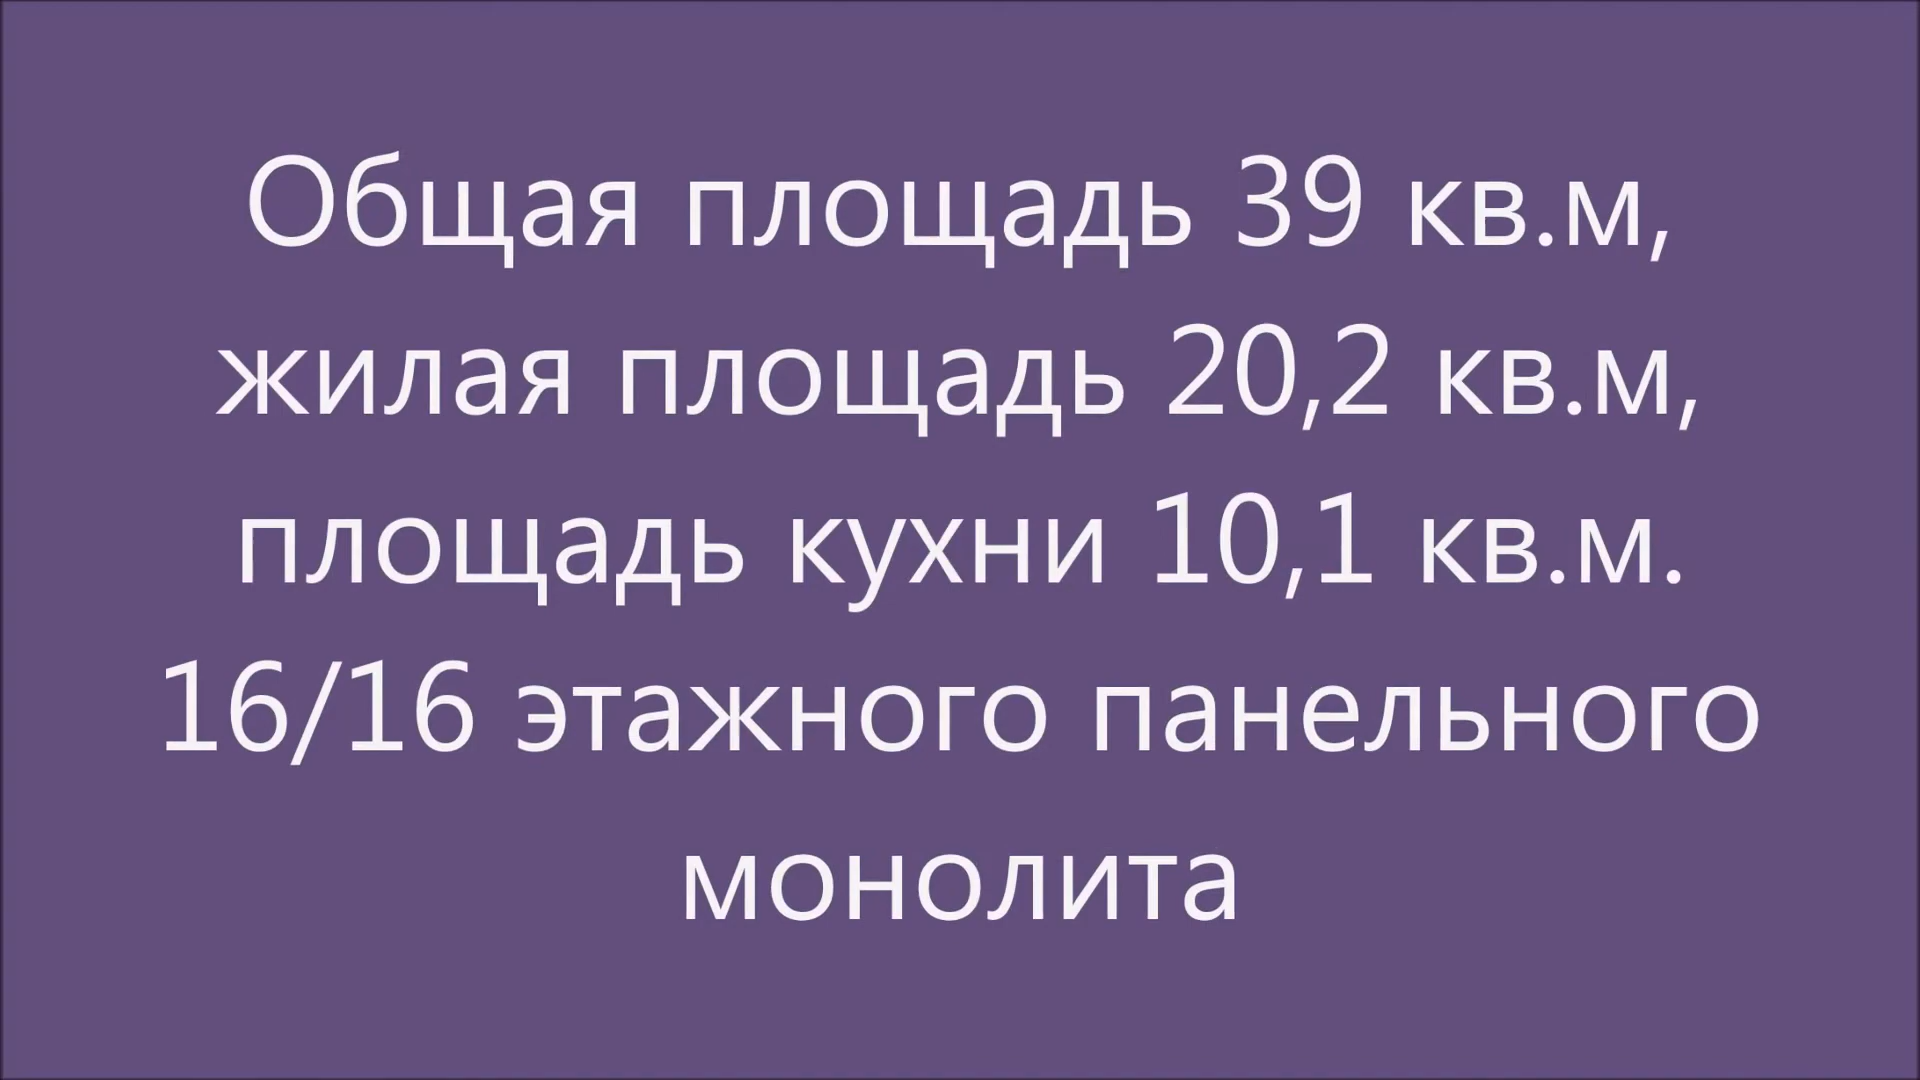 Общая площадь 39 кв.м,
жилая площадь 20,2 кв.м,
площадь кухни 10,1 кв.м.
16/16 этажного панельного
монолита